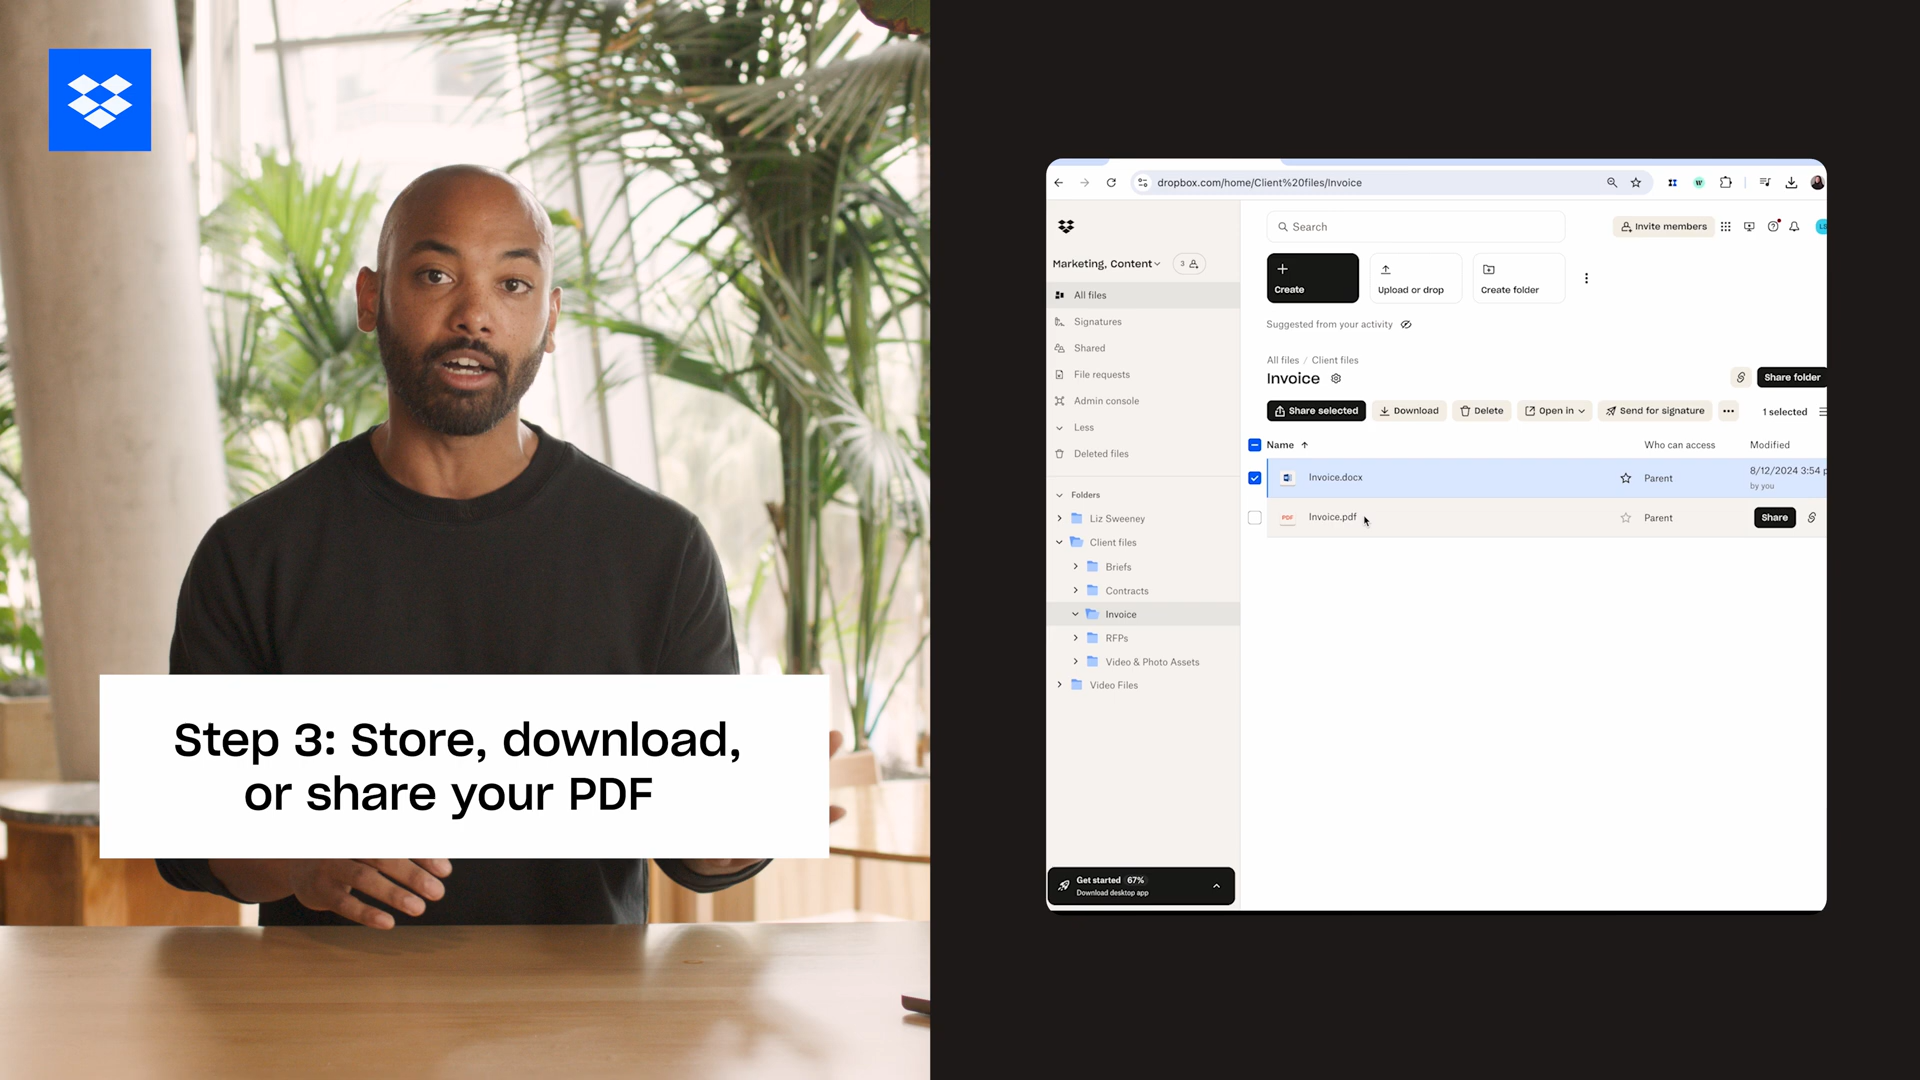 Step 3: Store, download,
or share your PDF
dropbox.com/home/Client%20files/Invoice
Search
Invite members
Marketing, Content
3
Create
Upload or drop
Create folder
All files
Signatures
Shared
File requests
Admin console
Less
Deleted files
Suggested from your activity
All files / Client files
Invoice
Share folder
Share selected
Download
Delete
Open in
Send for signature
1 selected
Name
Who can access
Modified
Invoice.docx
Parent
8/12/2024 3:54 p
by you
PDF
Invoice.pdf
Parent
Share
Folders
Liz Sweeney
Client files
Briefs
Contracts
Invoice
RFPs
Video & Photo Assets
Video Files
Get started 67%
Download desktop app